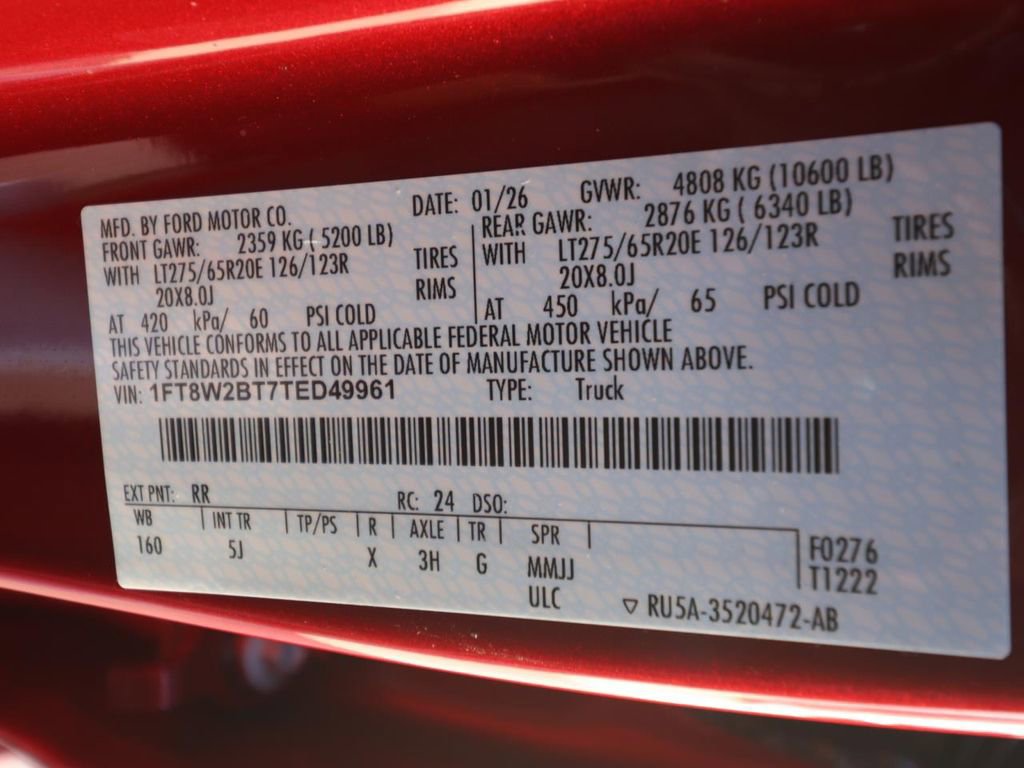 MFD. BY FORD MOTOR CO. DATE: 01/26 GVWR: 4808 KG (10600 LB)
FRONT GAWR: 2359 KG ( 5200 LB) REAR GAWR: 2876 KG ( 6340 LB)
WITH LT275/65R20E 126/123R TIRES WITH LT275/65R20E 126/123R TIRES
20X8.0J RIMS 20X8.0J RIMS
AT 420 kPa/ 60 PSI COLD AT 450 kPa/ 65 PSI COLD
THIS VEHICLE CONFORMS TO ALL APPLICABLE FEDERAL MOTOR VEHICLE
SAFETY STANDARDS IN EFFECT ON THE DATE OF MANUFACTURE SHOWN ABOVE.
VIN: 1FT8W2BT7TED49961 TYPE: Truck
EXT PNT: RR RC: 24 DSO:
WB INT TR TP/PS R AXLE TR SPR
160 5J X 3H G MMJJ
ULC
F0276
T1222
▽ RU5A-3520472-AB